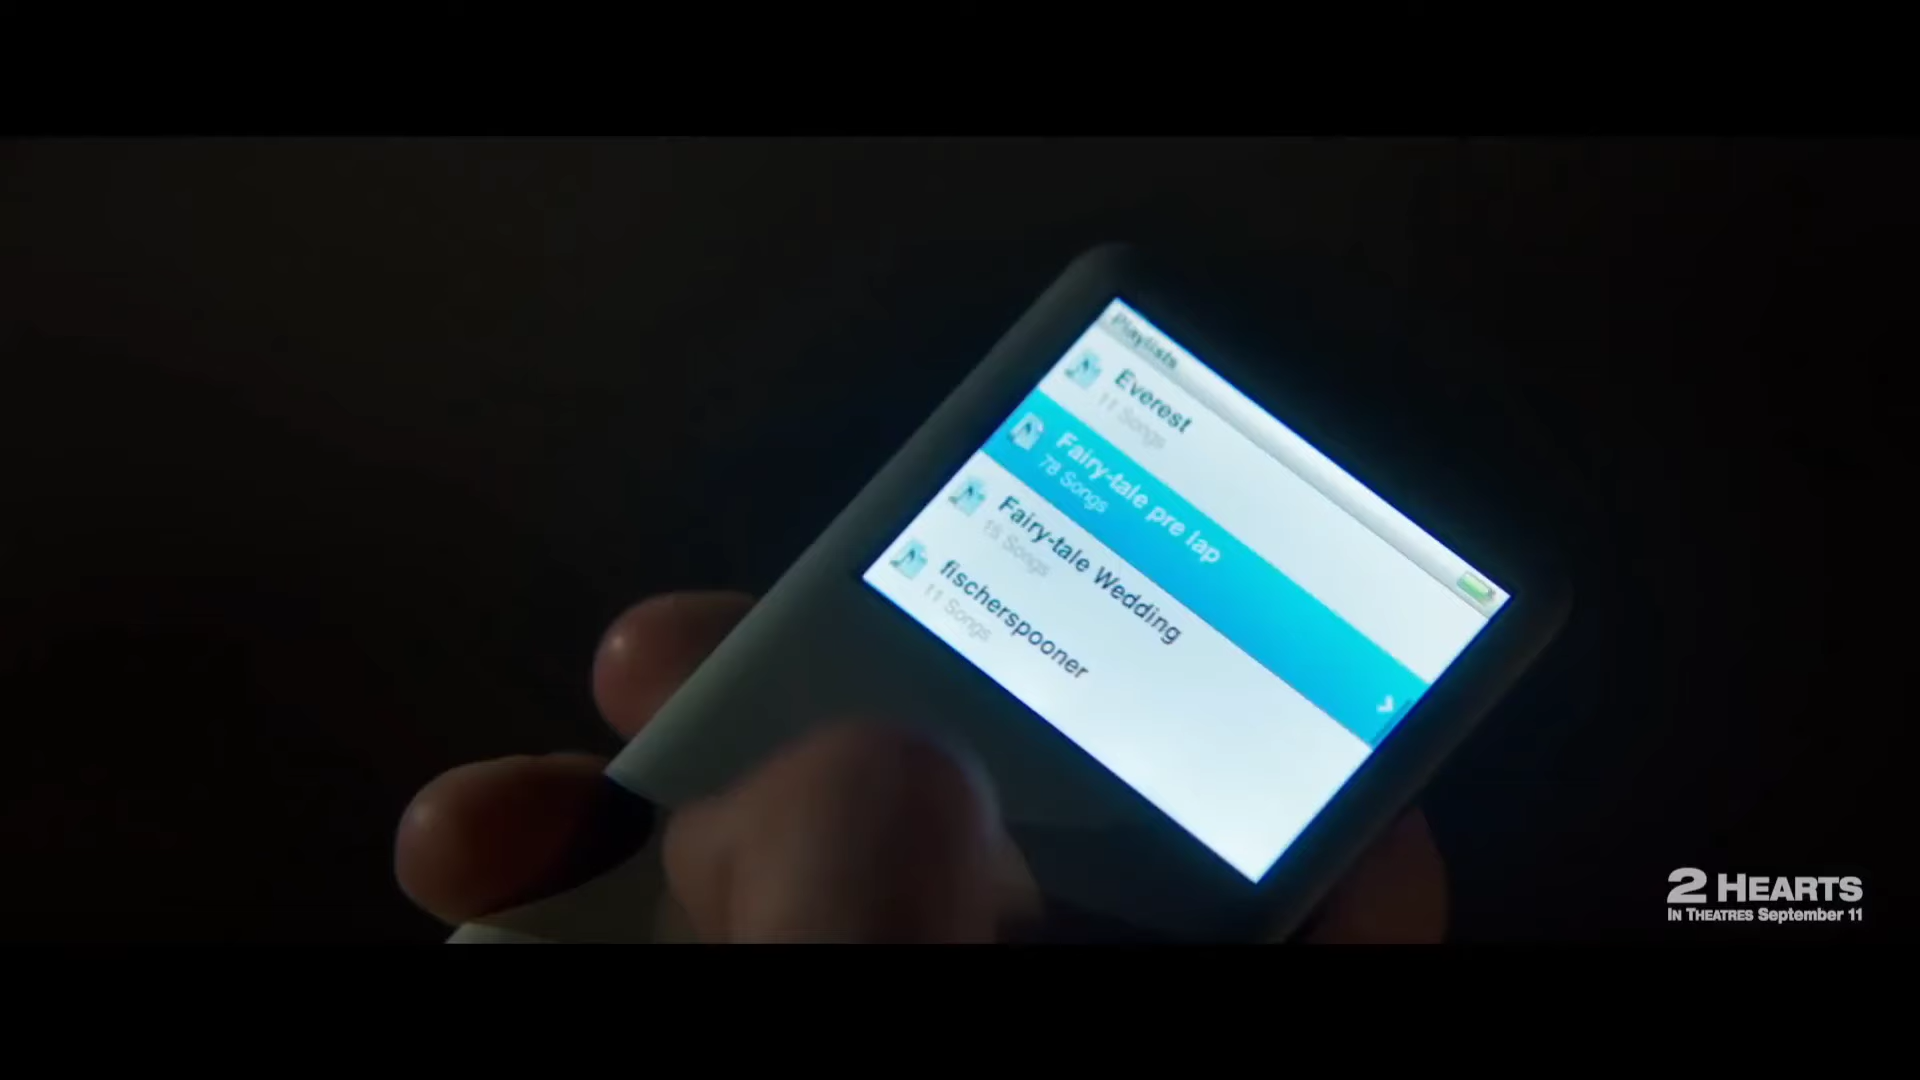 Playlists
Everest
11 Songs
Fairy-tale pre lap
78 Songs
Fairy-tale Wedding
15 Songs
fischerspooner
11 Songs
2 HEARTS
IN THEATRES September 11